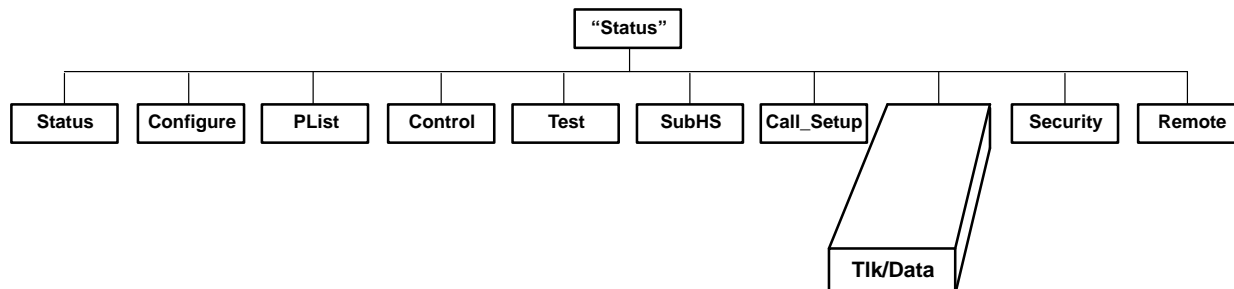 “Status”
Status Configure PList Control Test SubHS Call_Setup Security Remote
Tlk/Data